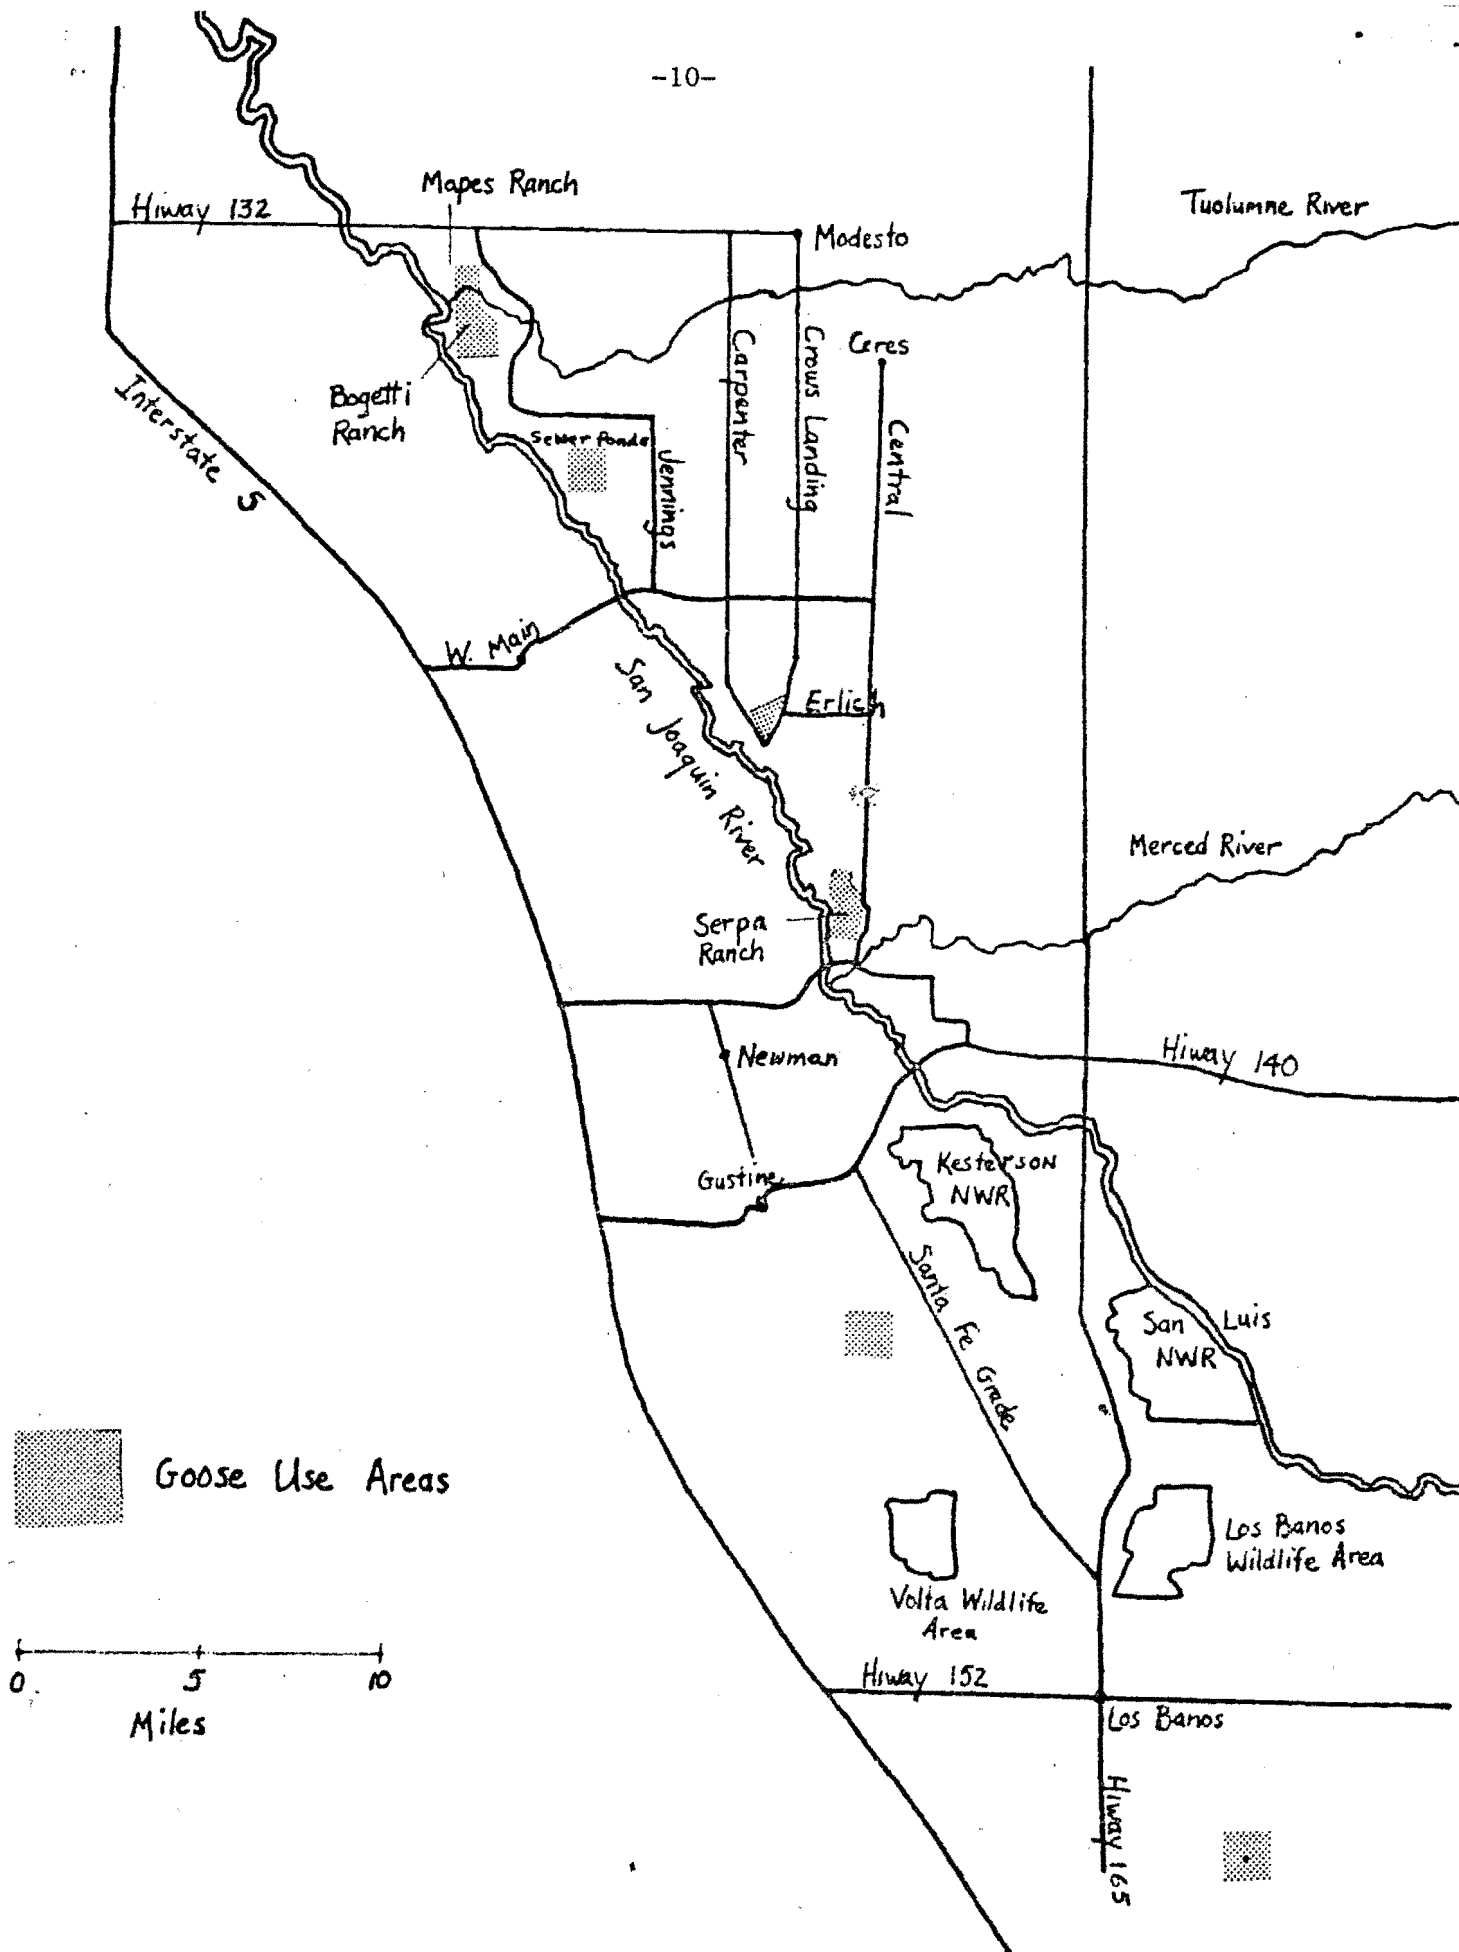 -10-
Mapes Ranch
Hiway 132
Tuolumne River
Modesto
Interstate 5
Bogetti
Ranch
Sewer Ponds
Jennings
Carpenter
Crows Landing
Ceres
Central
W. Main
San Joaquin River
Erlich
Merced River
Serpa
Ranch
Newman
Hiway 140
Gustine
Kesterson
NWR
Santa Fe Grade
San Luis
NWR
Goose Use Areas
Los Banos
Wildlife Area
Volta Wildlife
Area
0 5 10
Miles
Hiway 152
Los Banos
Hiway 165